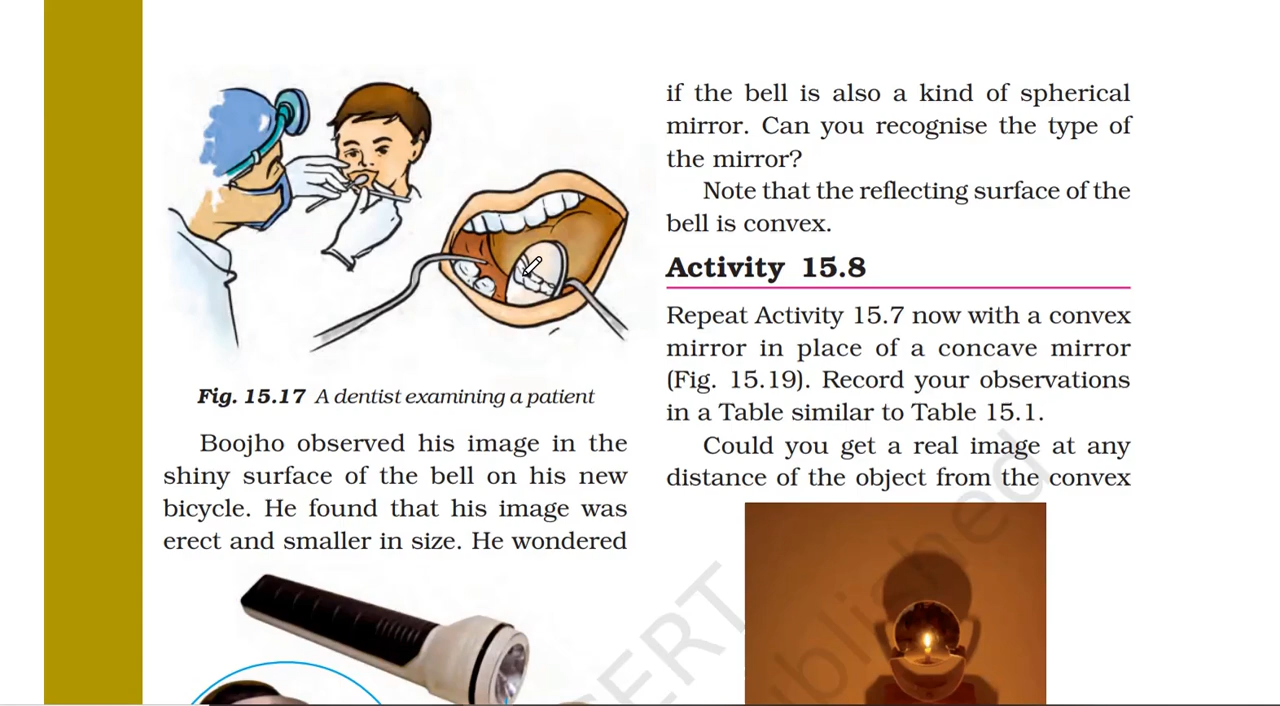 Fig. 15.17 A dentist examining a patient
Boojho observed his image in the
shiny surface of the bell on his new
bicycle. He found that his image was
erect and smaller in size. He wondered
if the bell is also a kind of spherical
mirror. Can you recognise the type of
the mirror?
Note that the reflecting surface of the
bell is convex.
Activity 15.8
Repeat Activity 15.7 now with a convex
mirror in place of a concave mirror
(Fig. 15.19). Record your observations
in a Table similar to Table 15.1.
Could you get a real image at any
distance of the object from the convex